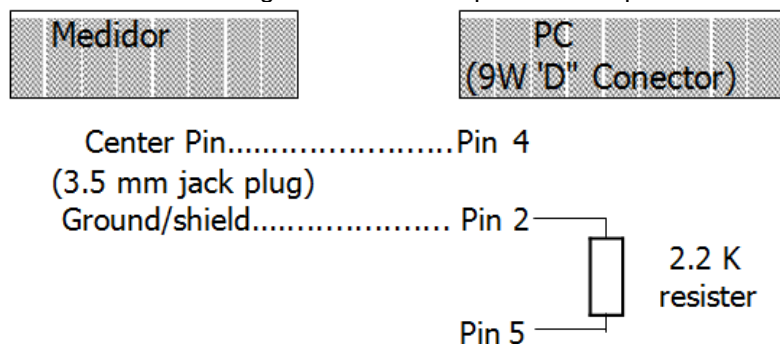 Medidor
PC
(9W 'D" Conector)
Center Pin........................Pin 4
(3.5 mm jack plug)
Ground/shield..................... Pin 2
2.2 K
resister
Pin 5